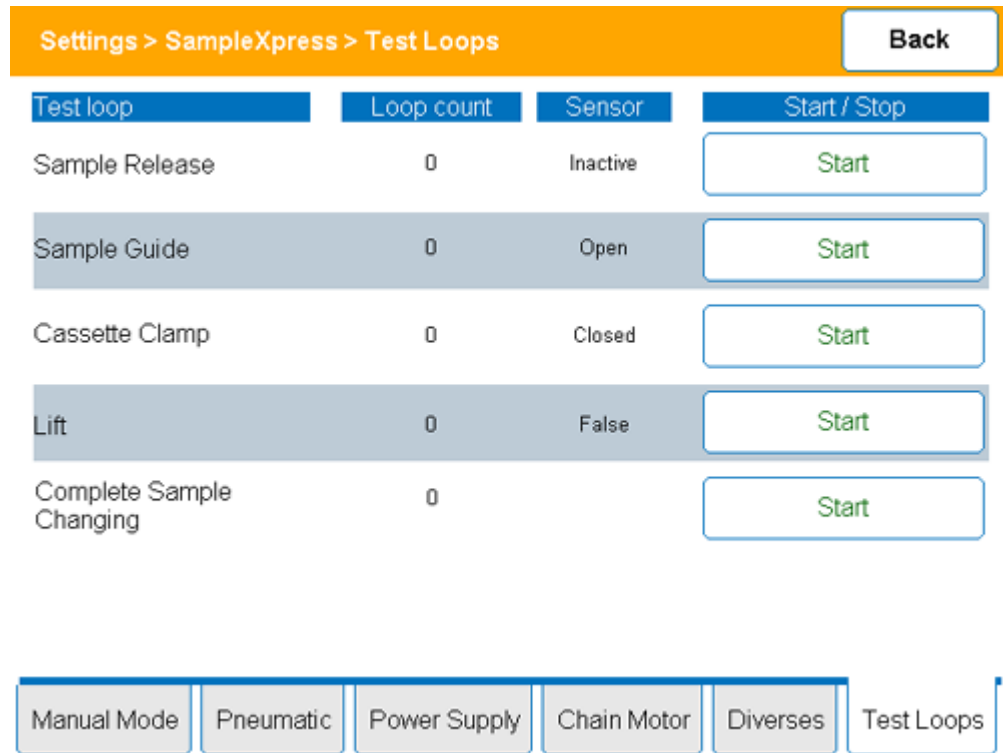 Settings > SampleXpress > Test Loops Back
Test loop Loop count Sensor Start / Stop
Sample Release 0 Inactive Start
Sample Guide 0 Open Start
Cassette Clamp 0 Closed Start
Lift 0 False Start
Complete Sample
Changing 0 Start
Manual Mode Pneumatic Power Supply Chain Motor Diverses Test Loops